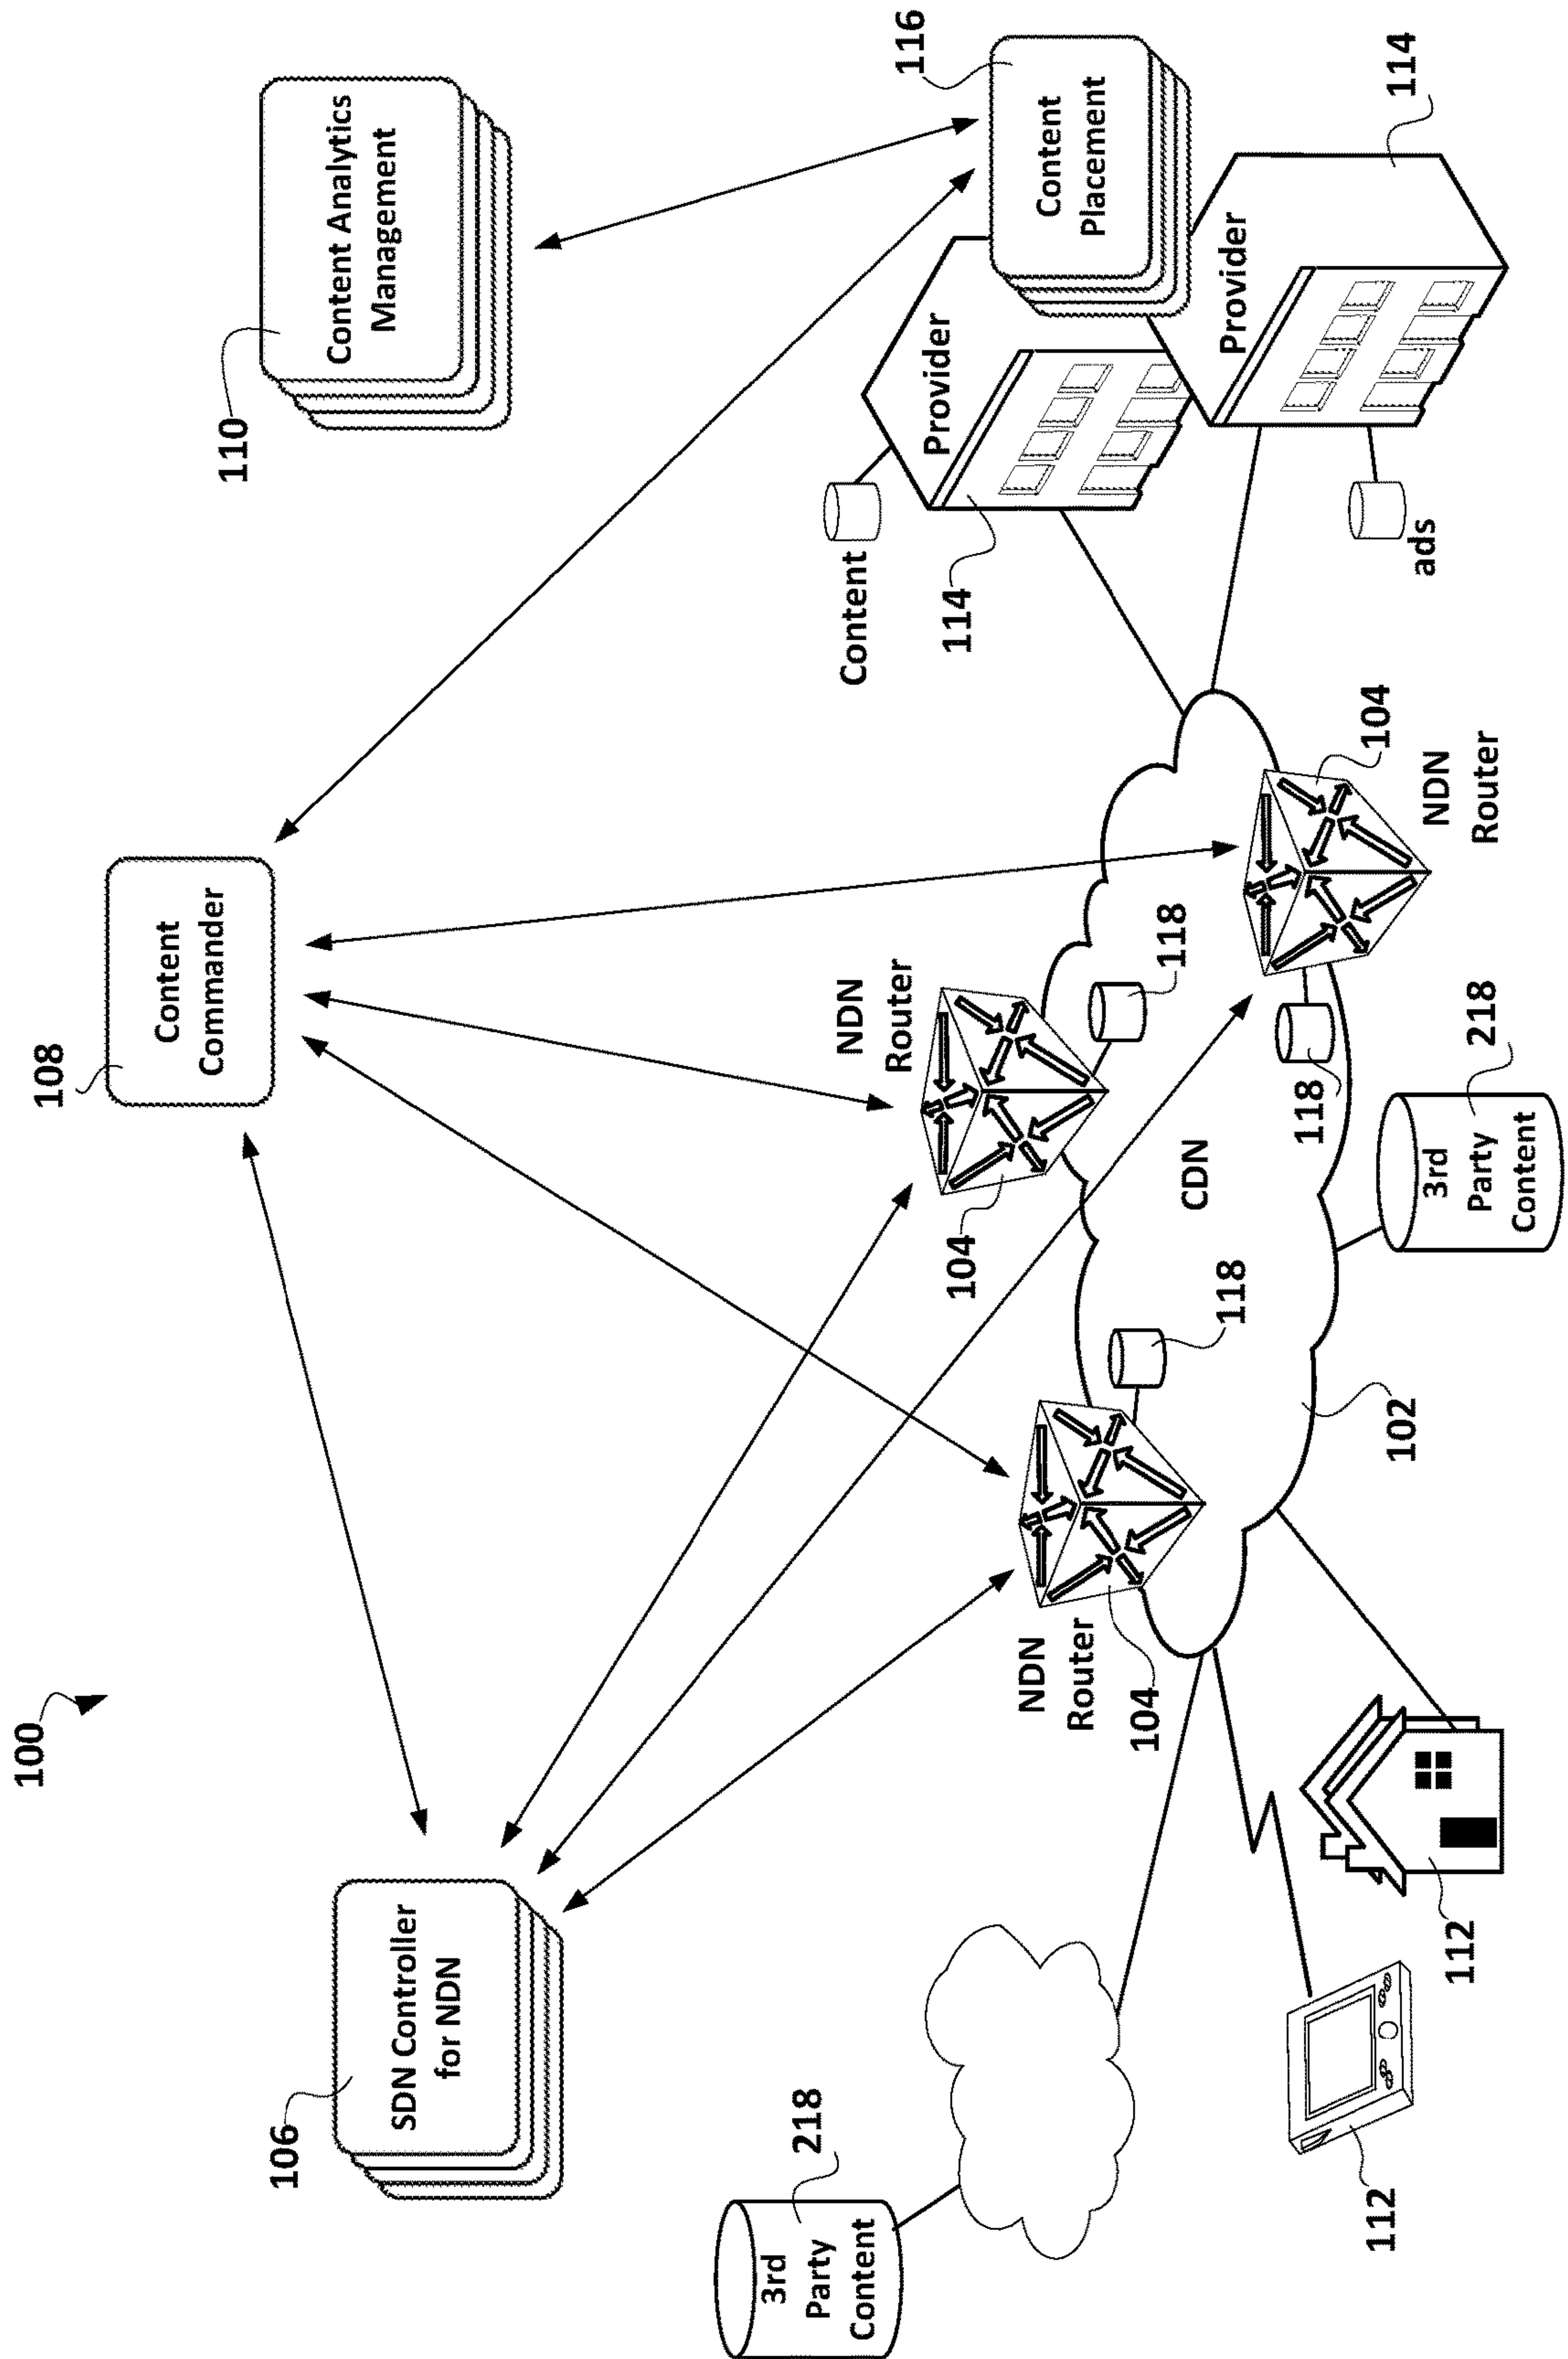 100
108
Content
Commander
110
Content Analytics
Management
106
SDN Controller
for NDN
116
Content
Placement
Provider
Content
114
Provider
114
ads
NDN
Router
104
NDN
Router
104
NDN
Router
104
118
118
118
CDN
102
218
3rd
Party
Content
218
3rd
Party
Content
112
112